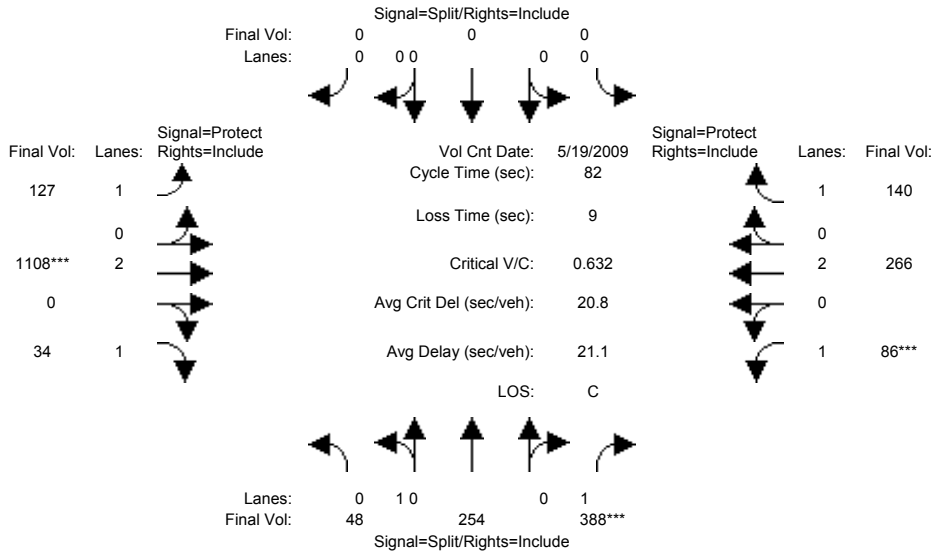 Signal=Split/Rights=Include
Final Vol: 0 0 0
Lanes: 0 0 0 0 0
Signal=Protect Signal=Protect
Final Vol: Lanes: Rights=Include Vol Cnt Date: 5/19/2009 Rights=Include Lanes: Final Vol:
Cycle Time (sec): 82
127 1 1 140
Loss Time (sec): 9
0 0
1108*** 2 Critical V/C: 0.632 2 266
0 Avg Crit Del (sec/veh): 20.8 0
34 1 Avg Delay (sec/veh): 21.1 1 86***
LOS: C
Lanes: 0 1 0 0 1
Final Vol: 48 254 388***
Signal=Split/Rights=Include